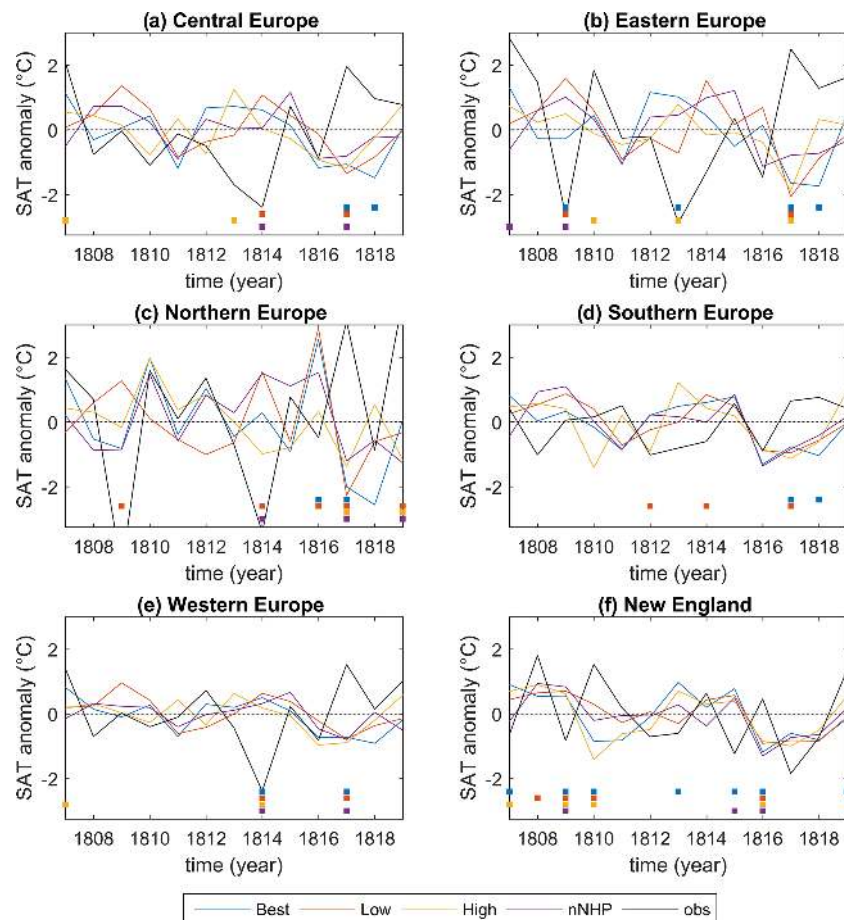 (a) Central Europe
(b) Eastern Europe
SAT anomaly (°C)
2
0
-2
1808 1810 1812 1814 1816 1818
time (year)
SAT anomaly (°C)
2
0
-2
1808 1810 1812 1814 1816 1818
time (year)
(c) Northern Europe
(d) Southern Europe
SAT anomaly (°C)
2
0
-2
1808 1810 1812 1814 1816 1818
time (year)
SAT anomaly (°C)
2
0
-2
1808 1810 1812 1814 1816 1818
time (year)
(e) Western Europe
(f) New England
SAT anomaly (°C)
2
0
-2
1808 1810 1812 1814 1816 1818
time (year)
SAT anomaly (°C)
2
0
-2
1808 1810 1812 1814 1816 1818
time (year)
Best Low High nNHP obs